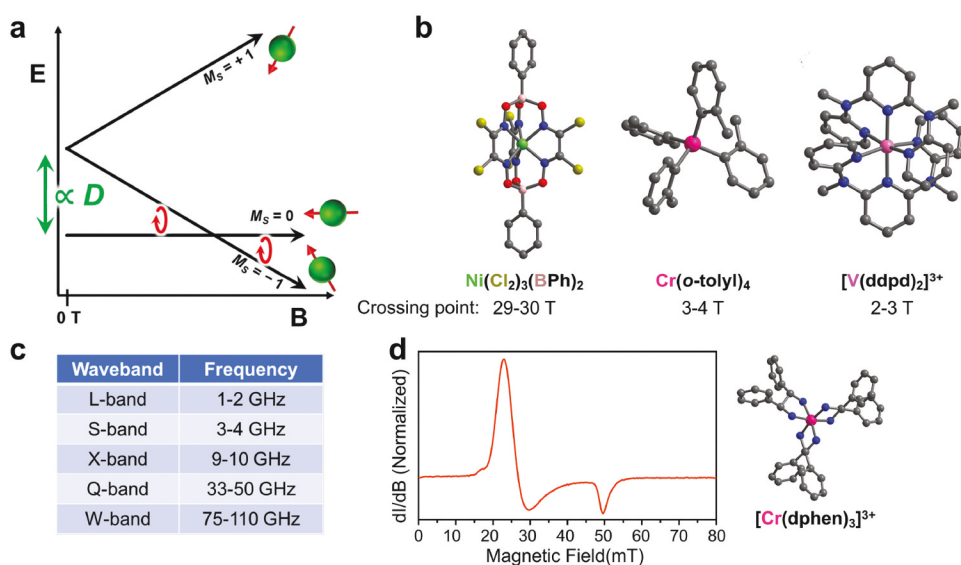 a
E
M_S = +1
∝ D
M_S = 0
M_S = −1
0 T
B
b
Ni(Cl₂)₃(BPh)₂
Cr(o-tolyl)₄
[V(ddpd)₂]³⁺
Crossing point: 29-30 T 3-4 T 2-3 T
c
Waveband Frequency
L-band 1-2 GHz
S-band 3-4 GHz
X-band 9-10 GHz
Q-band 33-50 GHz
W-band 75-110 GHz
d
dI/dB (Normalized)
0 10 20 30 40 50 60 70 80
Magnetic Field(mT)
[Cr(dphen)₃]³⁺